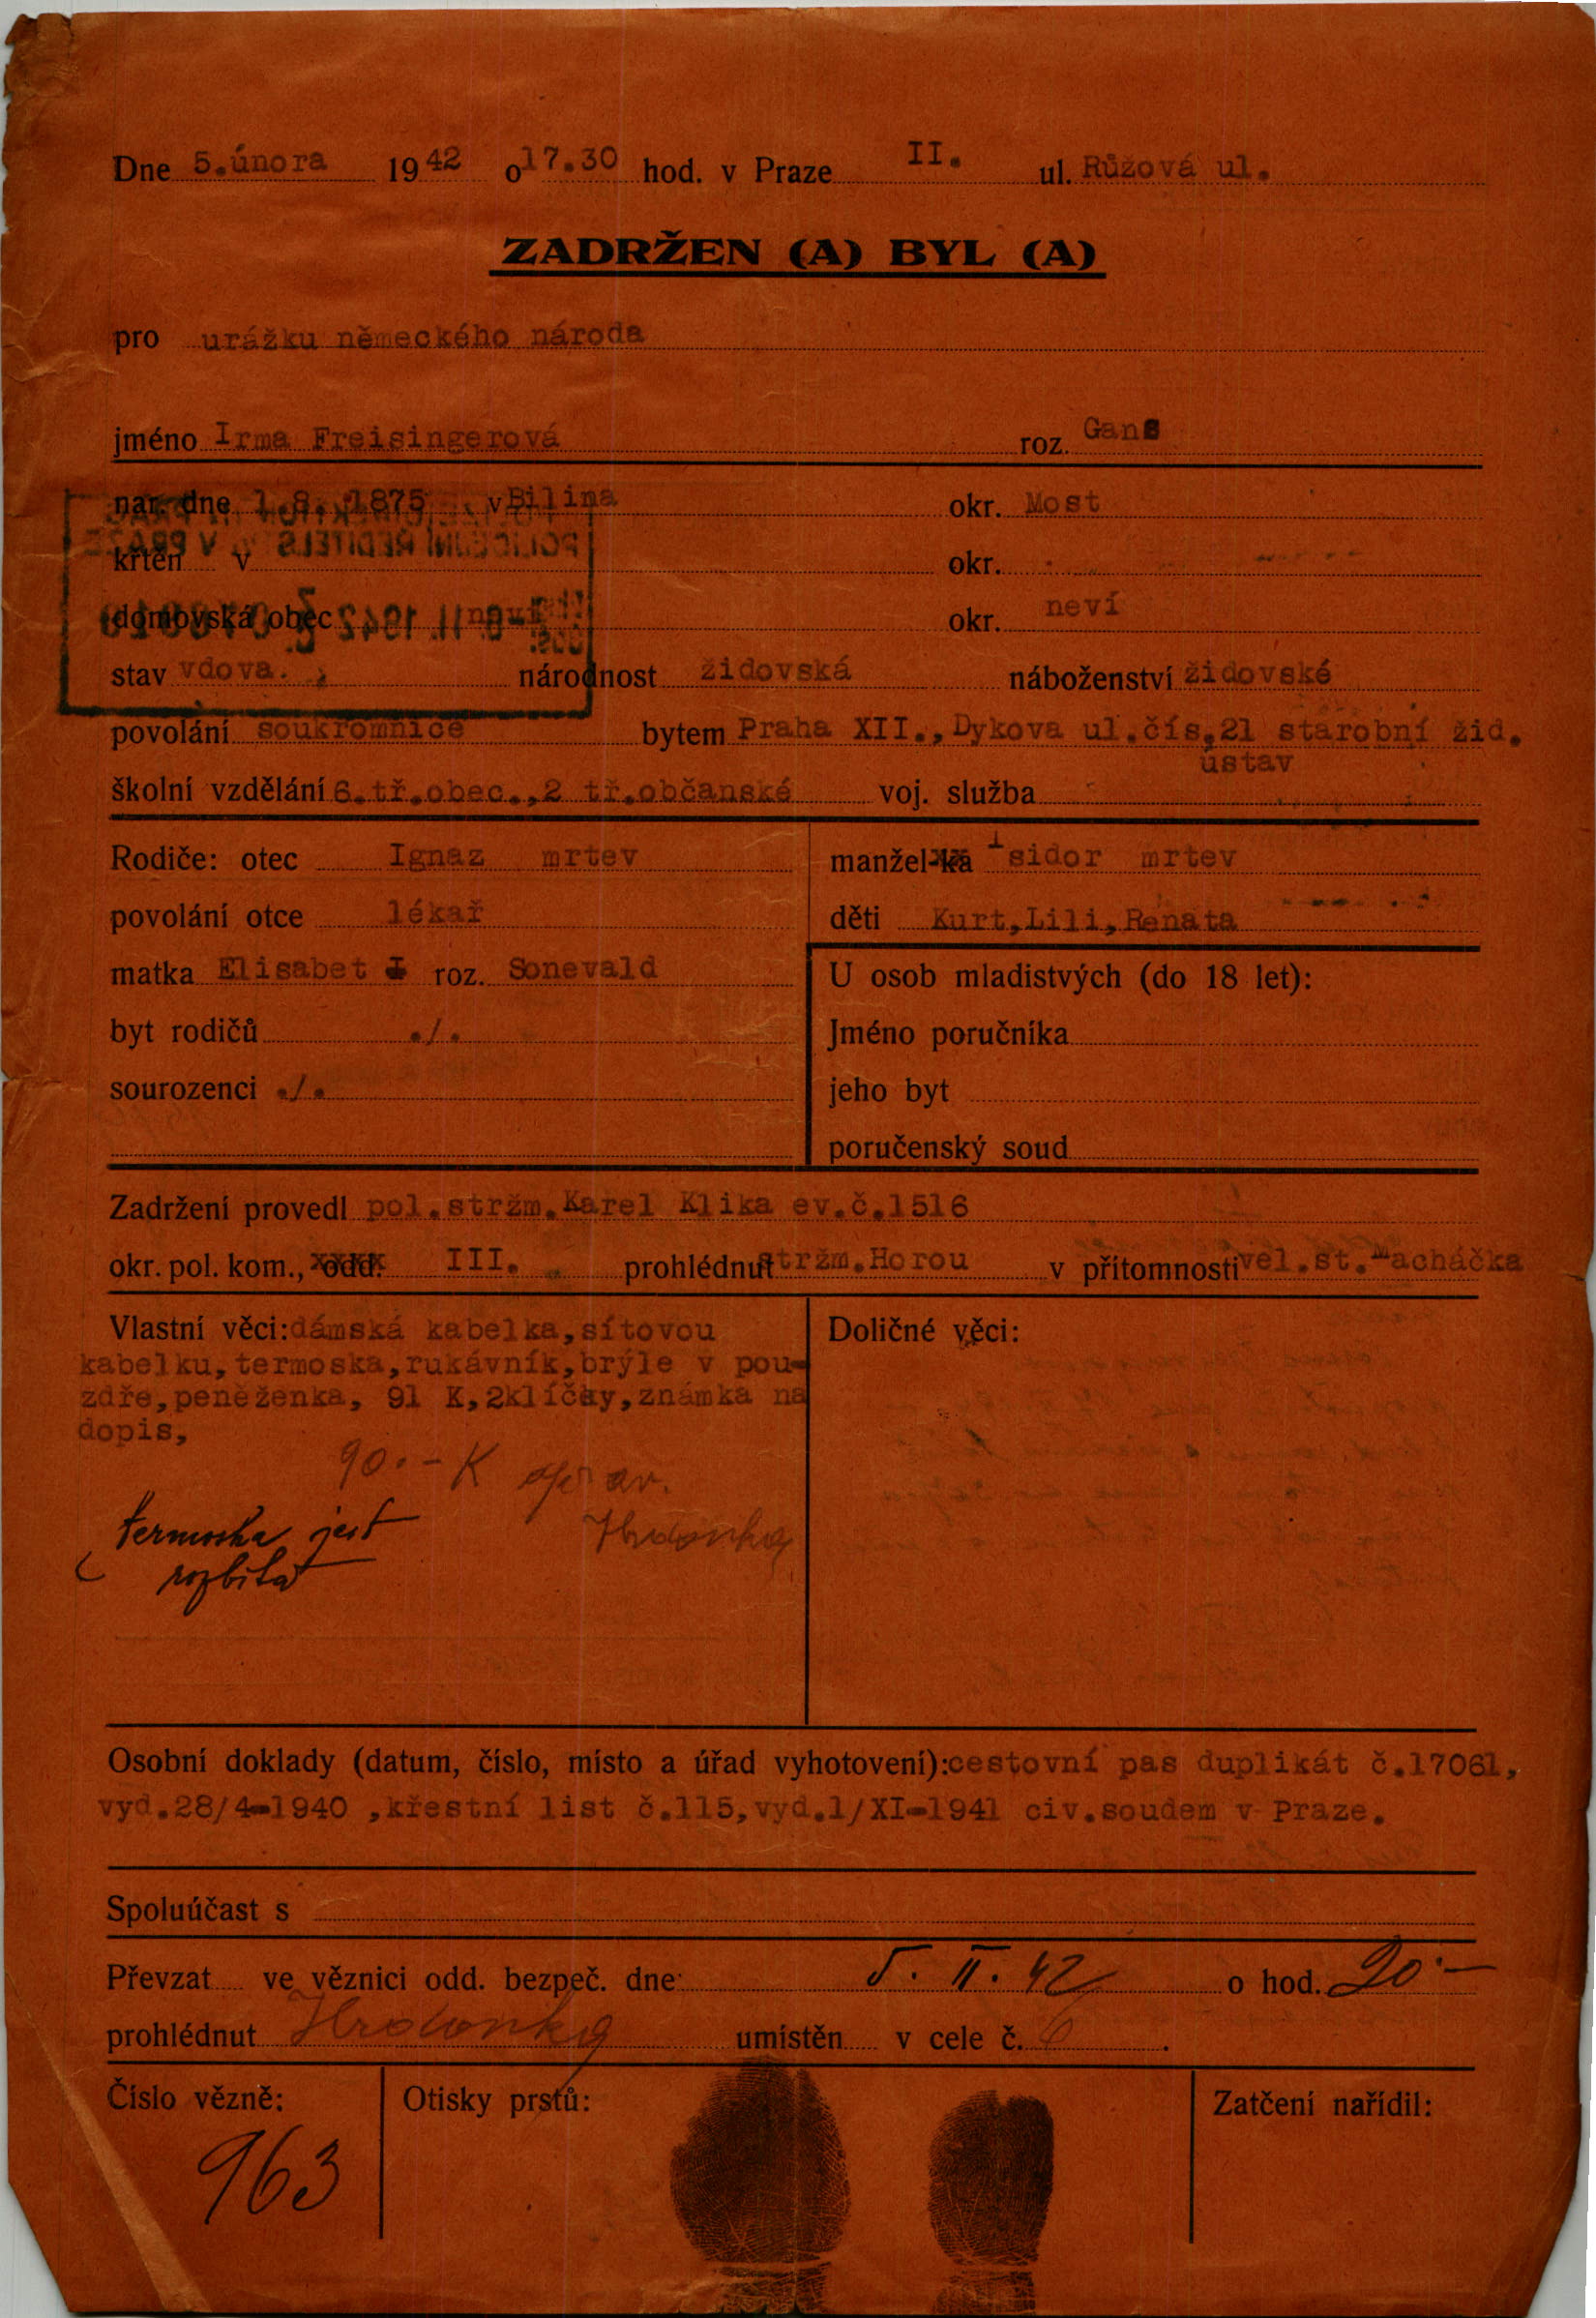 Dne 5.února 1942 o 17.30 hod. v Praze II. ul. Růžová ul.
ZADRŽEN (A) BYL (A)
pro urážku německého národa
jméno Irma Freisingerová roz. Gans
nar. dne 1.8. 1875 v Bilina okr. Most
křtěn v okr.
domovská obec neví okr. neví
stav vdova. národnost židovská náboženství židovské
povolání soukromnice bytem Praha XII., Dykova ul.čís.21 starobní žid.
ústav
školní vzdělání 6.tř.obec.,2 tř.občanské voj. služba
Rodiče: otec Ignaz mrtev
manžel-ka Isidor mrtev
povolání otce lékař
děti Kurt,Lili,Renata
matka Elisabet roz. Sonevald
U osob mladistvých (do 18 let):
byt rodičů ./.
Jméno poručníka
sourozenci ./.
jeho byt
poručenský soud
Zadržení provedl pol.stržm.Karel Klika ev.č.1516
okr. pol. kom., odd. III. prohlédnut stržm.Horou v přítomnosti vel.st.Macháčka
Vlastní věci:dámská kabelka,sítovou
kabelku,termoska,rukávník,brýle v pou-
zdře,peněženka, 91 K,2klíčky,známka na
dopis,
Doličné věci:
90.- K
termoska jest
rozbita
Hrdonka
Osobní doklady (datum, číslo, místo a úřad vyhotovení):cestovní pas duplikát č.17061,
vyd.28/4-1940 ,křestní list č.115,vyd.1/XI-1941 civ.soudem v Praze.
Spoluúčast s
Převzat ve věznici odd. bezpeč. dne 5. II. 42 o hod. 20.-
prohlédnut Hrdonka umístěn v cele č. 6.
Číslo vězně: Otisky prstů: Zatčení nařídil:
963